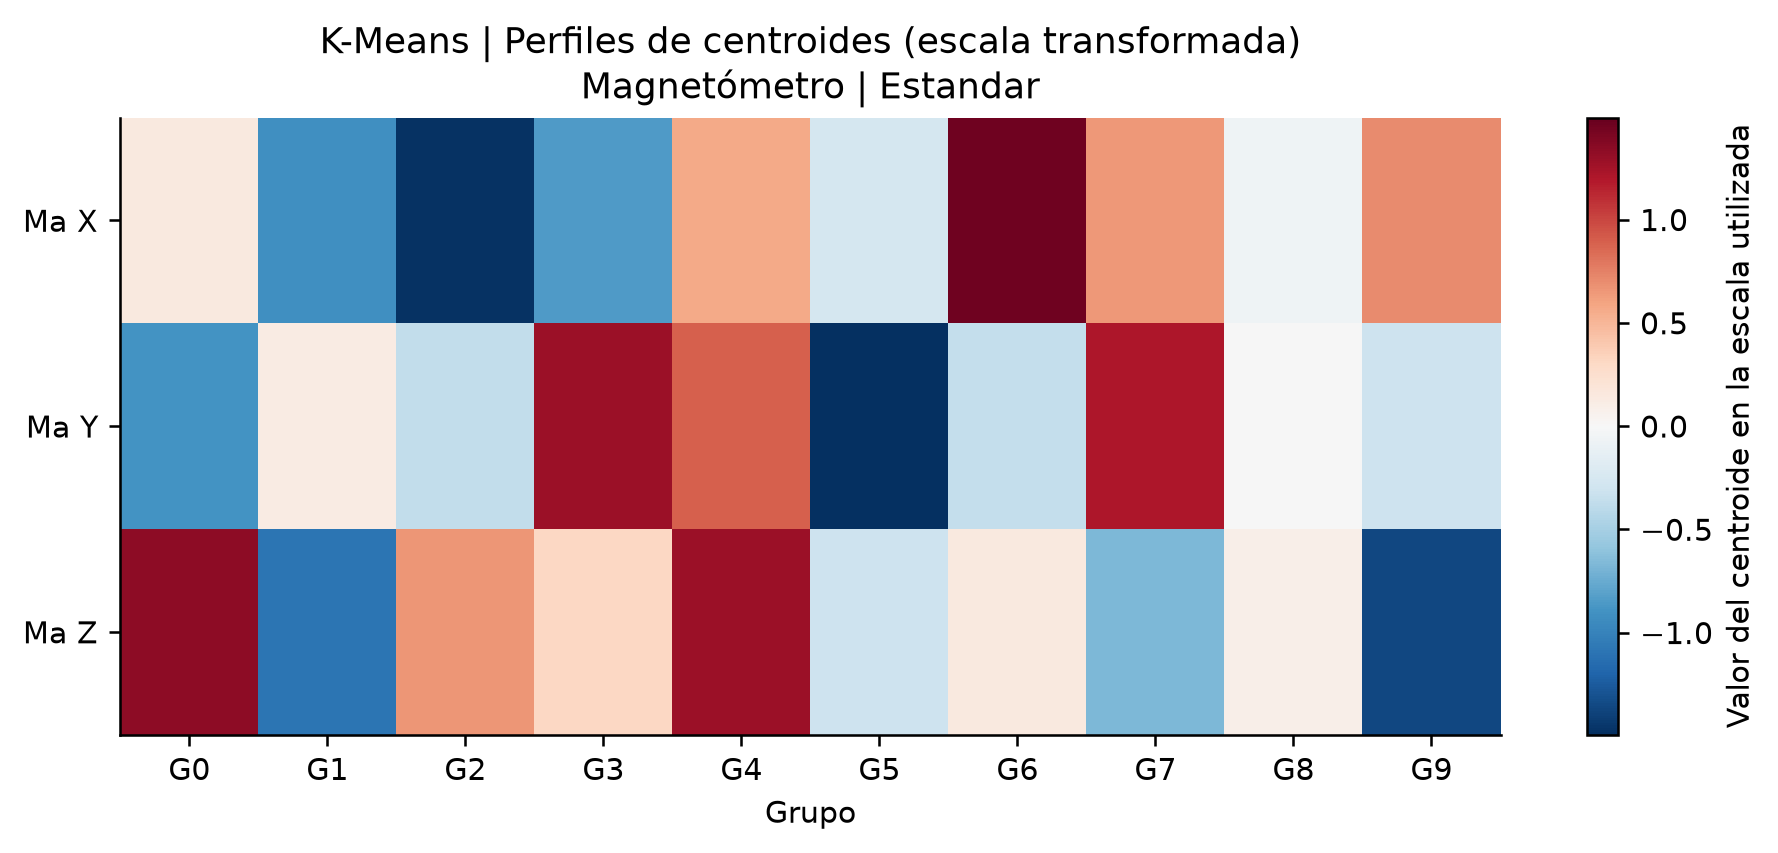 K-Means | Perfiles de centroides (escala transformada)
Magnetómetro | Estandar
Ma X
Ma Y
Ma Z
G0 G1 G2 G3 G4 G5 G6 G7 G8 G9
Grupo
1.0
0.5
0.0
−0.5
−1.0
Valor del centroide en la escala utilizada